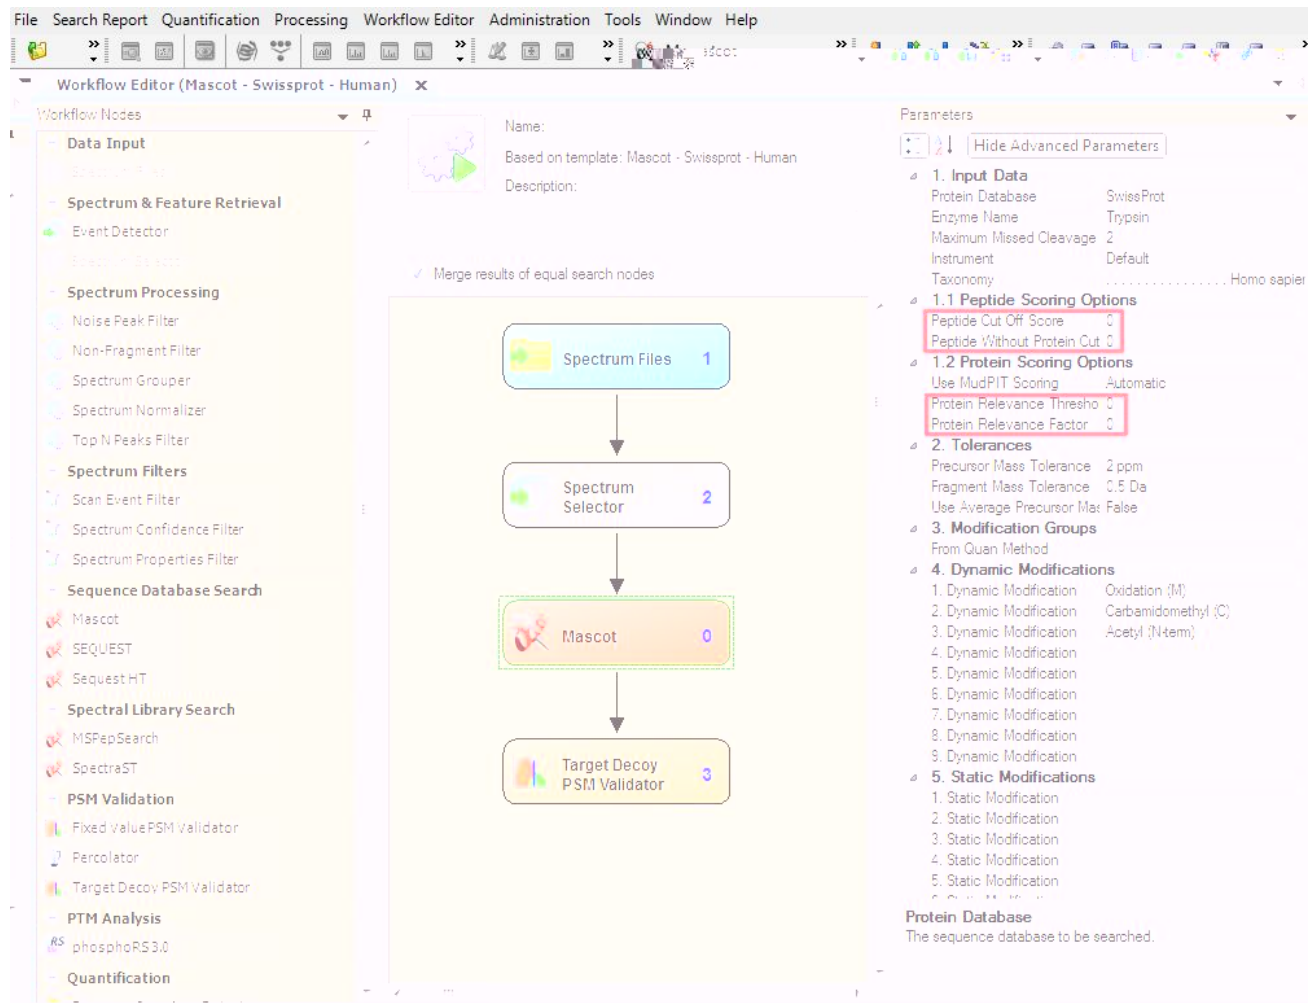 File Search Report Quantification Processing Workflow Editor Administration Tools Window Help
Workflow Editor (Mascot - Swissprot - Human)
Workflow Nodes
Data Input
Spectrum Files
Spectrum & Feature Retrieval
Event Detector
Spectrum Selector
Spectrum Processing
Noise Peak Filter
Non-Fragment Filter
Spectrum Grouper
Spectrum Normalizer
Top N Peaks Filter
Spectrum Filters
Scan Event Filter
Spectrum Confidence Filter
Spectrum Properties Filter
Sequence Database Search
Mascot
SEQUEST
Sequest HT
Spectral Library Search
MSPepSearch
SpectraST
PSM Validation
Fixed Value PSM Validator
Percolator
Target Decoy PSM Validator
PTM Analysis
RS phosphoRS 3.0
Quantification
Name:
Based on template: Mascot - Swissprot - Human
Description:
Merge results of equal search nodes
Spectrum Files 1
Spectrum
Selector 2
Mascot 0
Target Decoy
PSM Validator 3
Parameters
Hide Advanced Parameters
1. Input Data
Protein Database SwissProt
Enzyme Name Trypsin
Maximum Missed Cleavage 2
Instrument Default
Taxonomy . . . . . . . . . . . . . . . . Homo sapier
1.1 Peptide Scoring Options
Peptide Cut Off Score 0
Peptide Without Protein Cut 0
1.2 Protein Scoring Options
Use MudPIT Scoring Automatic
Protein Relevance Thresho 0
Protein Relevance Factor 0
2. Tolerances
Precursor Mass Tolerance 2 ppm
Fragment Mass Tolerance 0.5 Da
Use Average Precursor Mas False
3. Modification Groups
From Quan Method
4. Dynamic Modifications
1. Dynamic Modification Oxidation (M)
2. Dynamic Modification Carbamidomethyl (C)
3. Dynamic Modification Acetyl (N-term)
4. Dynamic Modification
5. Dynamic Modification
6. Dynamic Modification
7. Dynamic Modification
8. Dynamic Modification
9. Dynamic Modification
5. Static Modifications
1. Static Modification
2. Static Modification
3. Static Modification
4. Static Modification
5. Static Modification
Protein Database
The sequence database to be searched.